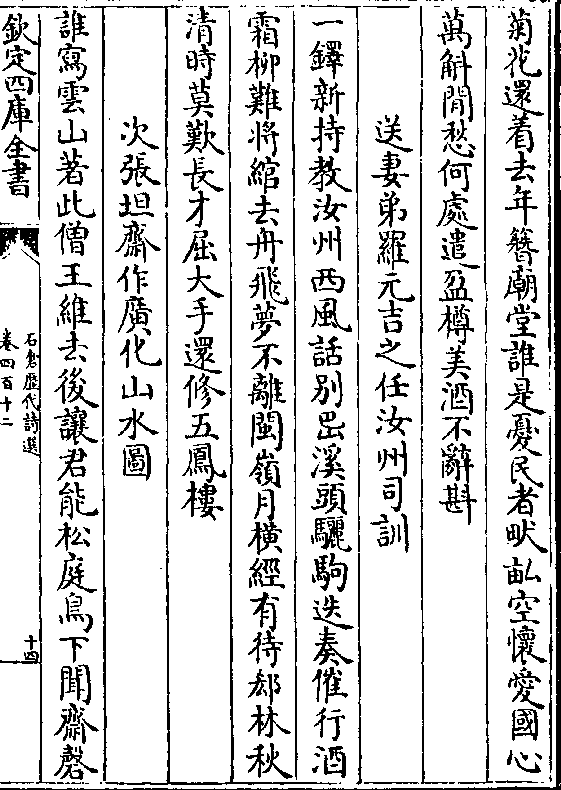 菊花還着去年簪廟堂誰是憂民者畎畝空懷愛國心
萬斛閒愁何處遣盈樽美酒不辭斟
送妻弟羅元吉之任汝州司訓
一鐸新持教汝州西風話別邑溪頭驪駒迭奏催行酒
霜柳難將綰去舟飛夢不離閩嶺月橫經有待郄林秋
清時莫歎長才屈大手還修五鳳樓
次張坦齋作廣化山水圖
誰寫雲山著此僧王維去後讓君能松庭鳥下聞齋磬
欽定四庫全書
石倉歷代詩選
卷四百十二
十四